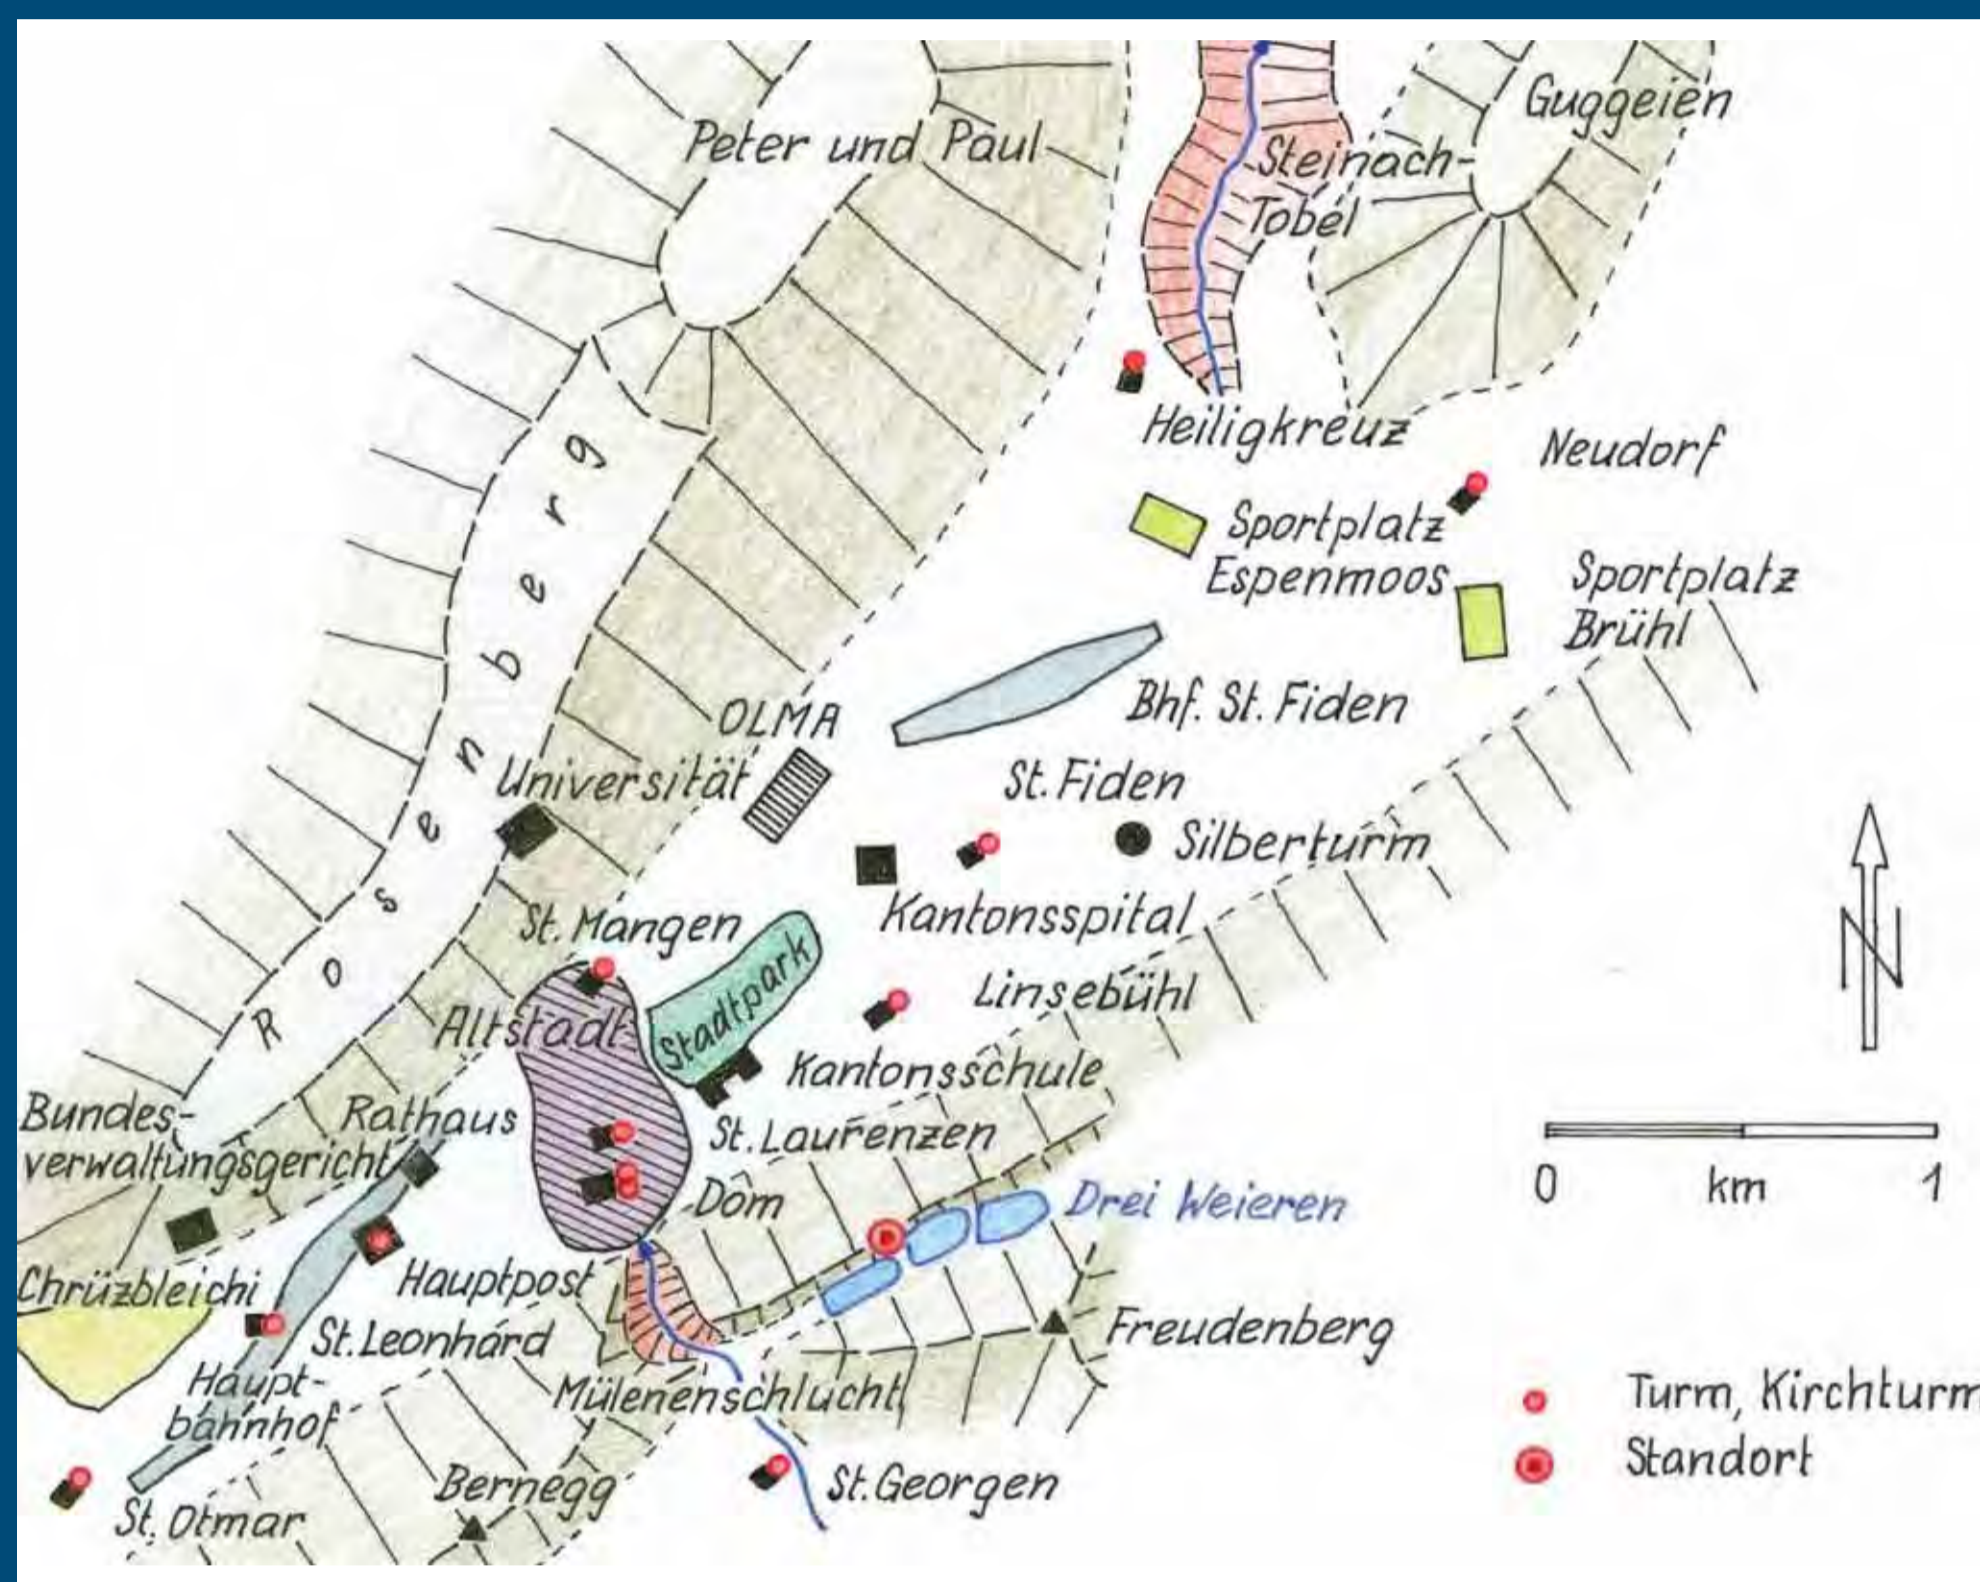 Guggeien
Peter und Paul
Steinach-
Tobel
Heiligkreuz
Neudorf
Sportplatz
Espenmoos
Sportplatz
Brühl
Rosenberg
OLMA
Bhf. St. Fiden
Universität
St. Fiden
Silberturm
St. Mangen
Kantonsspital
Stadtpark
Linsebühl
Altstadt
Kantonsschule
N
Bundes-
verwaltungsgericht
Rathaus
St. Laurenzen
Dom
Drei Weieren
0 km 1
Chrüzbleichi
Hauptpost
St. Leonhard
Freudenberg
Haupt-
bahnhof
Mülenenschlucht
Turm, Kirchturm
Standort
Bernegg
St. Georgen
St. Otmar